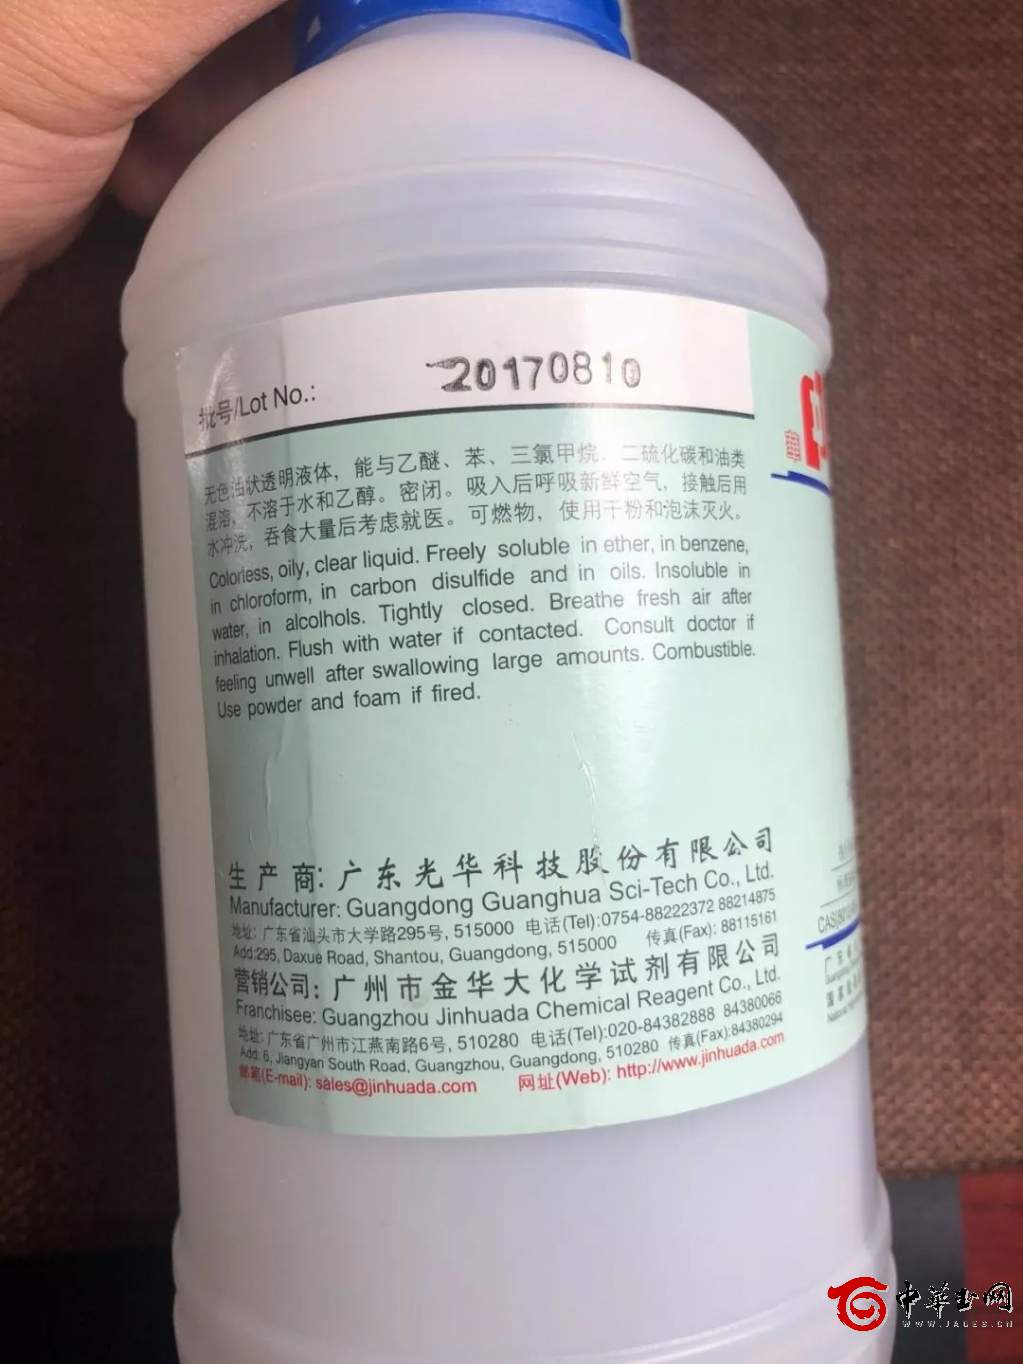 批号/Lot No.: 20170810
无色油状透明液体，能与乙醚、苯、三氯甲烷、二硫化碳和油类
混溶，不溶于水和乙醇。密闭。吸入后呼吸新鲜空气，接触后用
水冲洗，吞食大量后考虑就医。可燃物，使用干粉和泡沫灭火。
Colorless, oily, clear liquid. Freely soluble in ether, in benzene,
in chloroform, in carbon disulfide and in oils. Insoluble in
water, in alcolhols. Tightly closed. Breathe fresh air after
inhalation. Flush with water if contacted. Consult doctor if
feeling unwell after swallowing large amounts. Combustible.
Use powder and foam if fired.
生产商: 广东光华科技股份有限公司
Manufacturer: Guangdong Guanghua Sci-Tech Co., Ltd.
地址: 广东省汕头市大学路295号, 515000 电话(Tel):0754-88222372 88214875
Add:295, Daxue Road, Shantou, Guangdong, 515000 传真(Fax): 88115161
营销公司: 广州市金华大化学试剂有限公司
Franchisee: Guangzhou Jinhuada Chemical Reagent Co., Ltd.
地址: 广东省广州市江燕南路6号, 510280 电话(Tel):020-84382888 84380066
Add: 6, Jiangyan South Road, Guangzhou, Guangdong, 510280 传真(Fax):84380294
邮箱(E-mail): sales@jinhuada.com 网址(Web): http://www.jinhuada.com
華
中華玉网
WWW.JADES.CN